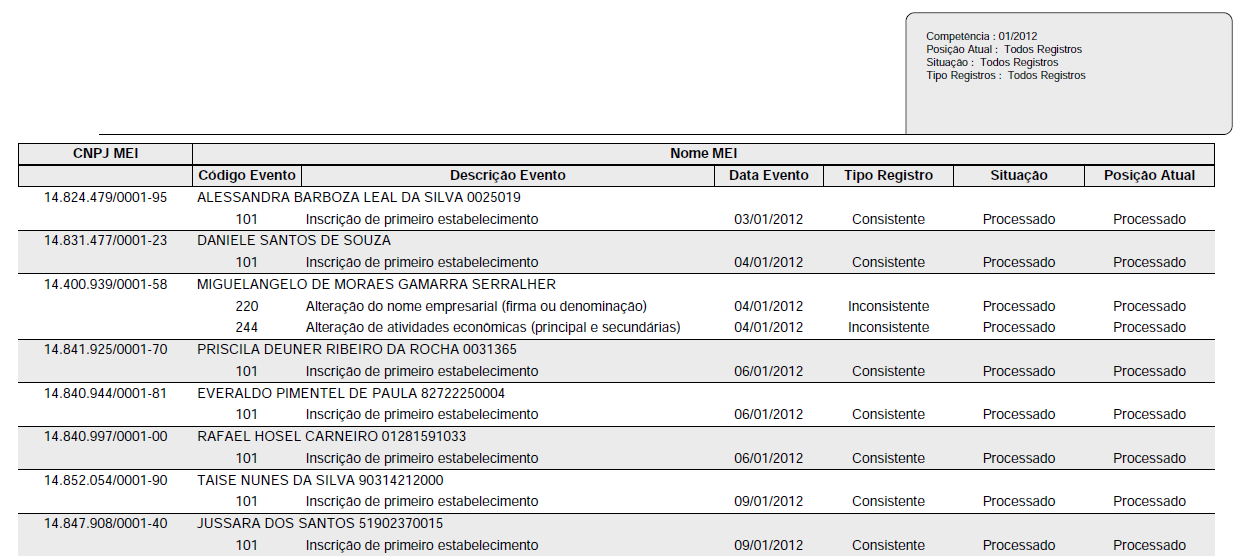 Competência : 01/2012
Posição Atual : Todos Registros
Situação : Todos Registros
Tipo Registros : Todos Registros
CNPJ MEI Nome MEI
Código Evento Descrição Evento Data Evento Tipo Registro Situação Posição Atual
14.824.479/0001-95 ALESSANDRA BARBOZA LEAL DA SILVA 0025019
101 Inscrição de primeiro estabelecimento 03/01/2012 Consistente Processado Processado
14.831.477/0001-23 DANIELE SANTOS DE SOUZA
101 Inscrição de primeiro estabelecimento 04/01/2012 Consistente Processado Processado
14.400.939/0001-58 MIGUELANGELO DE MORAES GAMARRA SERRALHER
220 Alteração do nome empresarial (firma ou denominação) 04/01/2012 Inconsistente Processado Processado
244 Alteração de atividades econômicas (principal e secundárias) 04/01/2012 Inconsistente Processado Processado
14.841.925/0001-70 PRISCILA DEUNER RIBEIRO DA ROCHA 0031365
101 Inscrição de primeiro estabelecimento 06/01/2012 Consistente Processado Processado
14.840.944/0001-81 EVERALDO PIMENTEL DE PAULA 82722250004
101 Inscrição de primeiro estabelecimento 06/01/2012 Consistente Processado Processado
14.840.997/0001-00 RAFAEL HOSEL CARNEIRO 01281591033
101 Inscrição de primeiro estabelecimento 06/01/2012 Consistente Processado Processado
14.852.054/0001-90 TAISE NUNES DA SILVA 90314212000
101 Inscrição de primeiro estabelecimento 09/01/2012 Consistente Processado Processado
14.847.908/0001-40 JUSSARA DOS SANTOS 51902370015
101 Inscrição de primeiro estabelecimento 09/01/2012 Consistente Processado Processado